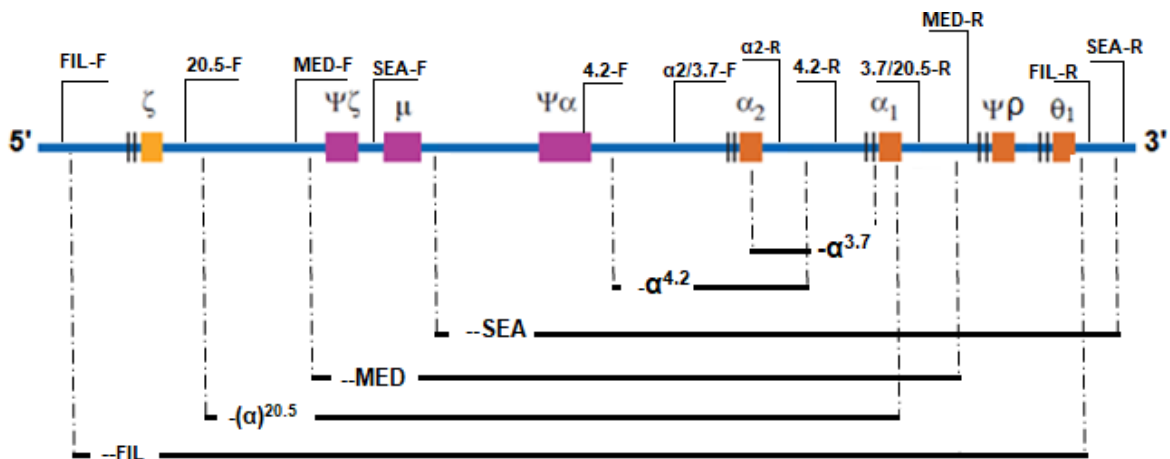 FIL-F 20.5-F MED-F SEA-F 4.2-F α2/3.7-F α2-R 4.2-R 3.7/20.5-R MED-R FIL-R SEA-R
ζ Ψζ μ Ψα α2 α1 Ψρ θ1
5' 3'
-α3.7
-α4.2
--SEA
--MED
-(α)20.5
--FIL